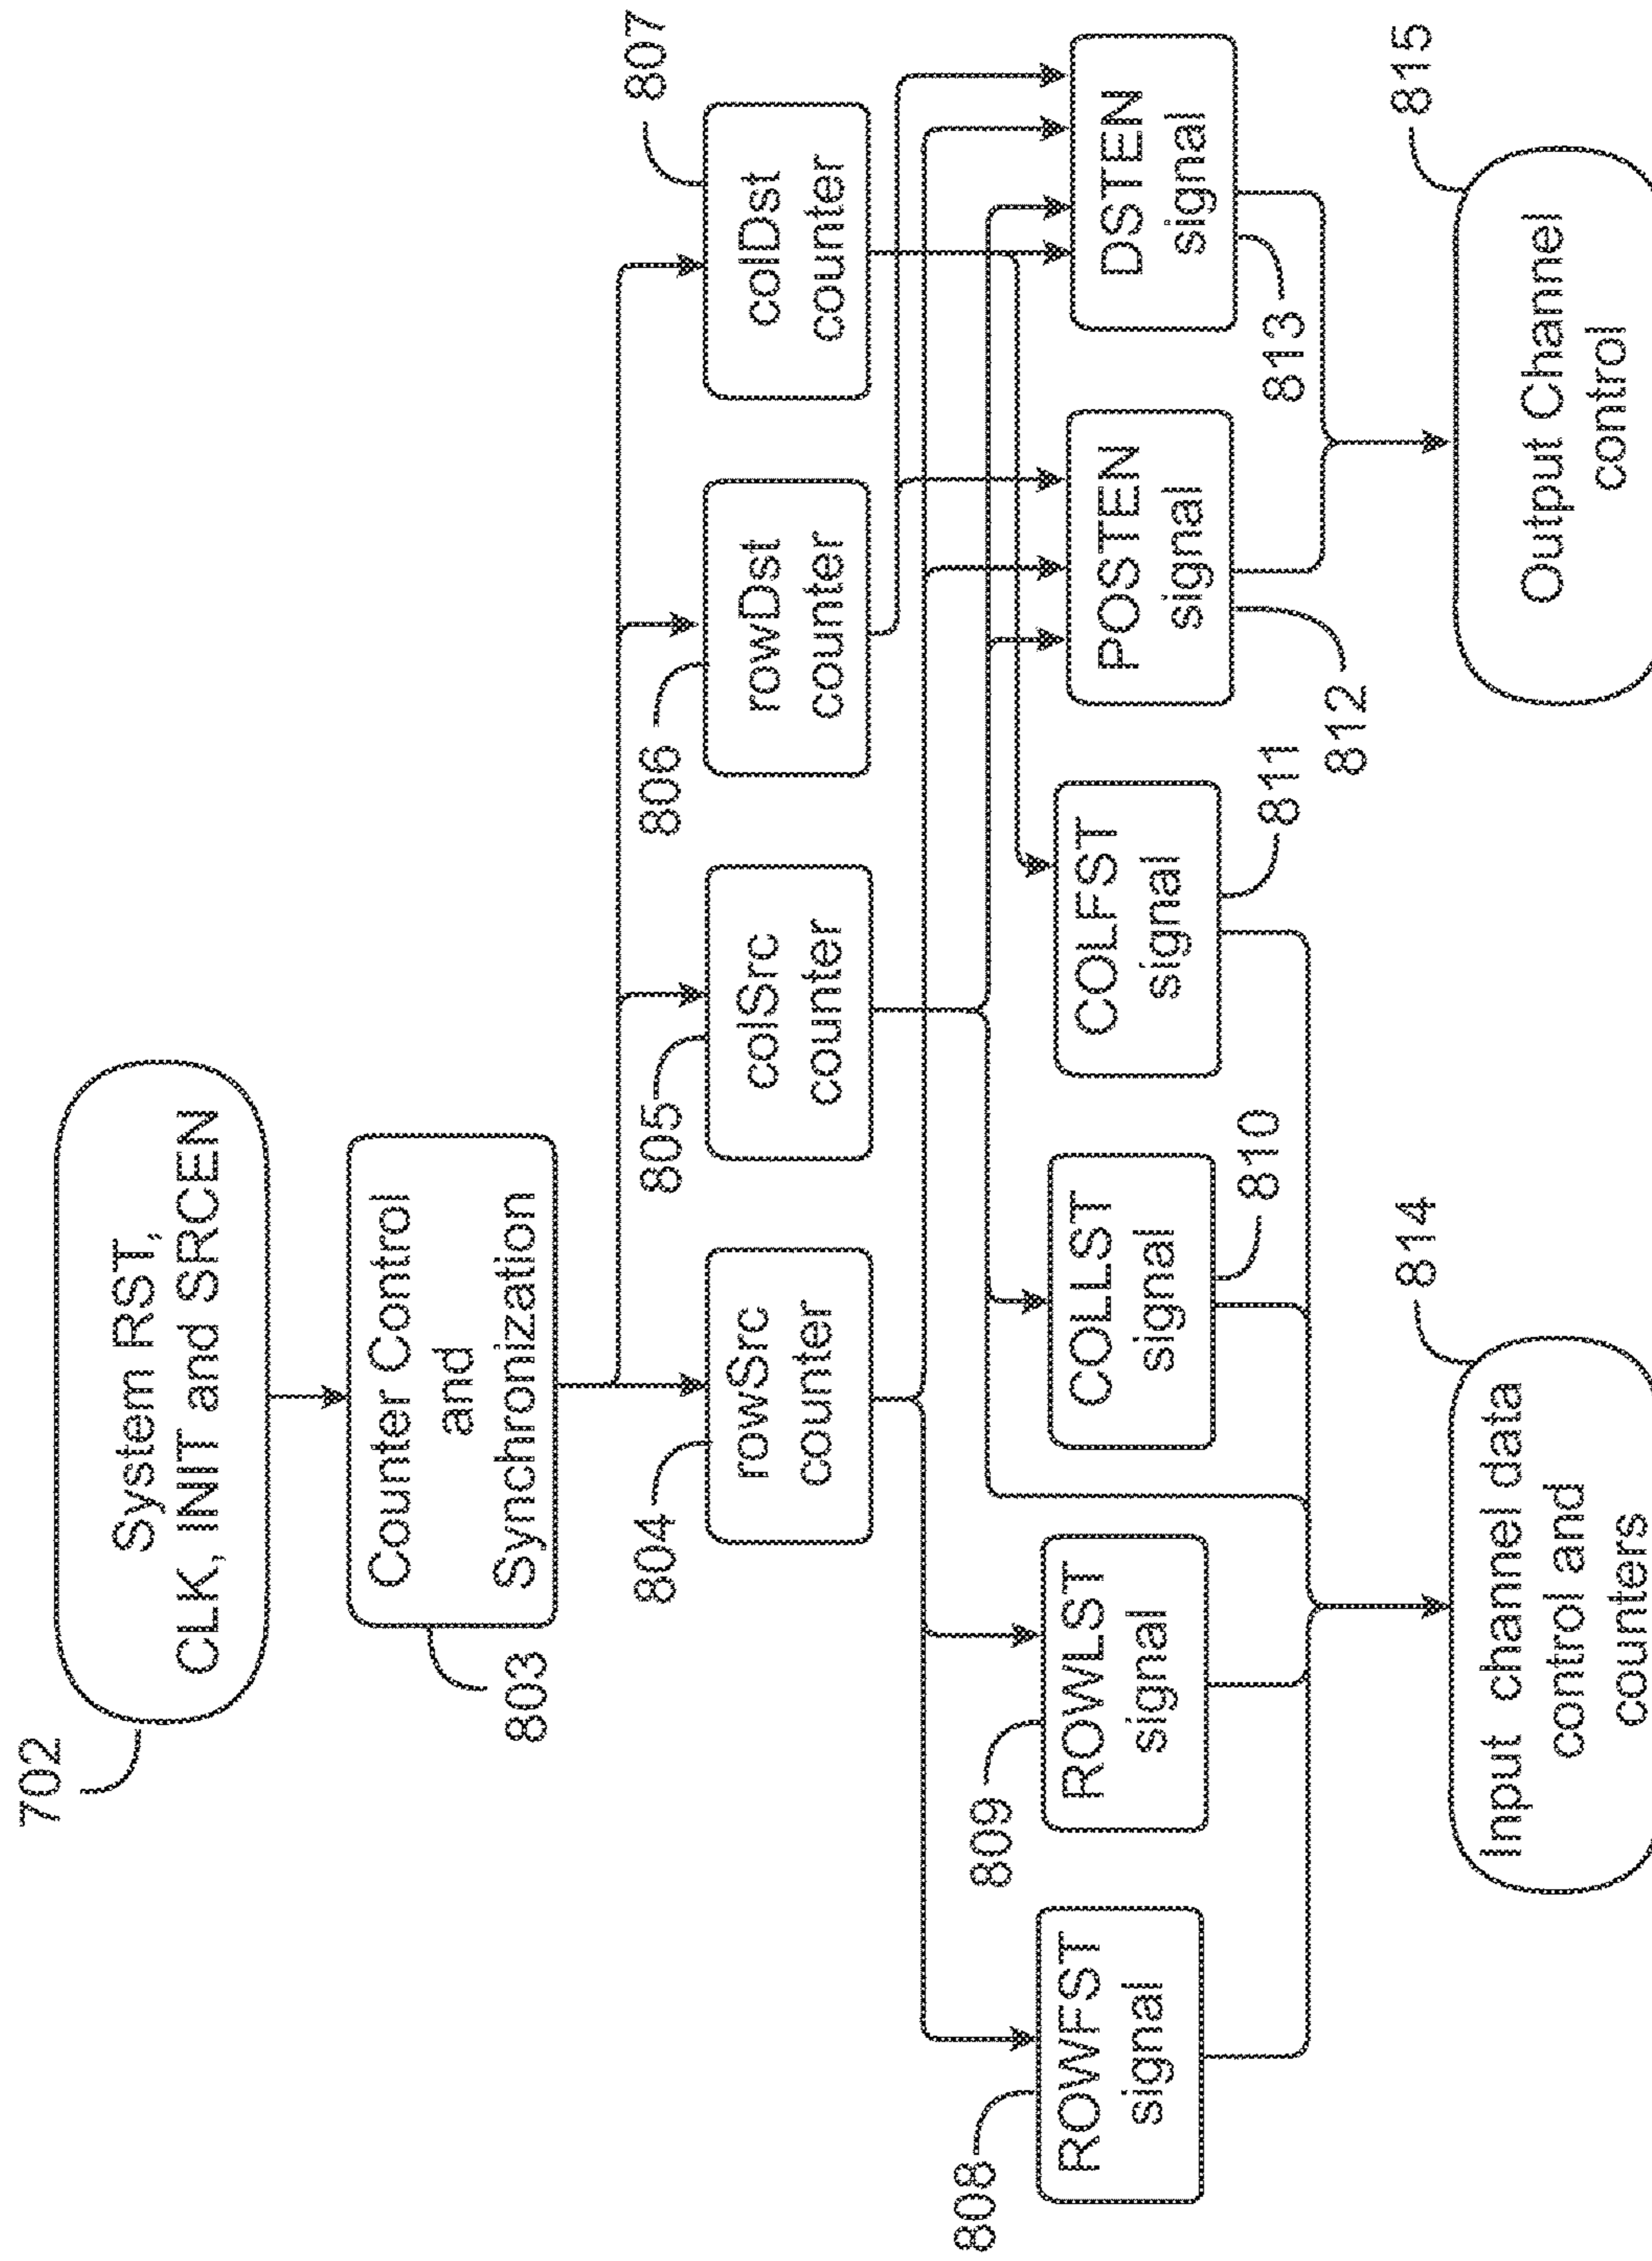 702
System RST,
CLK, INIT and SRCEN
803
Counter Control
and
Synchronization
804
rowSrc
counter
805
colSrc
counter
806
rowDst
counter
807
colDst
counter
808
ROWFST
signal
809
ROWLST
signal
COLLST
signal
810
COLFST
signal
811
POSTEN
signal
812
DSTEN
signal
813
814
Input channel data
control and
counters
815
Output Channel
control